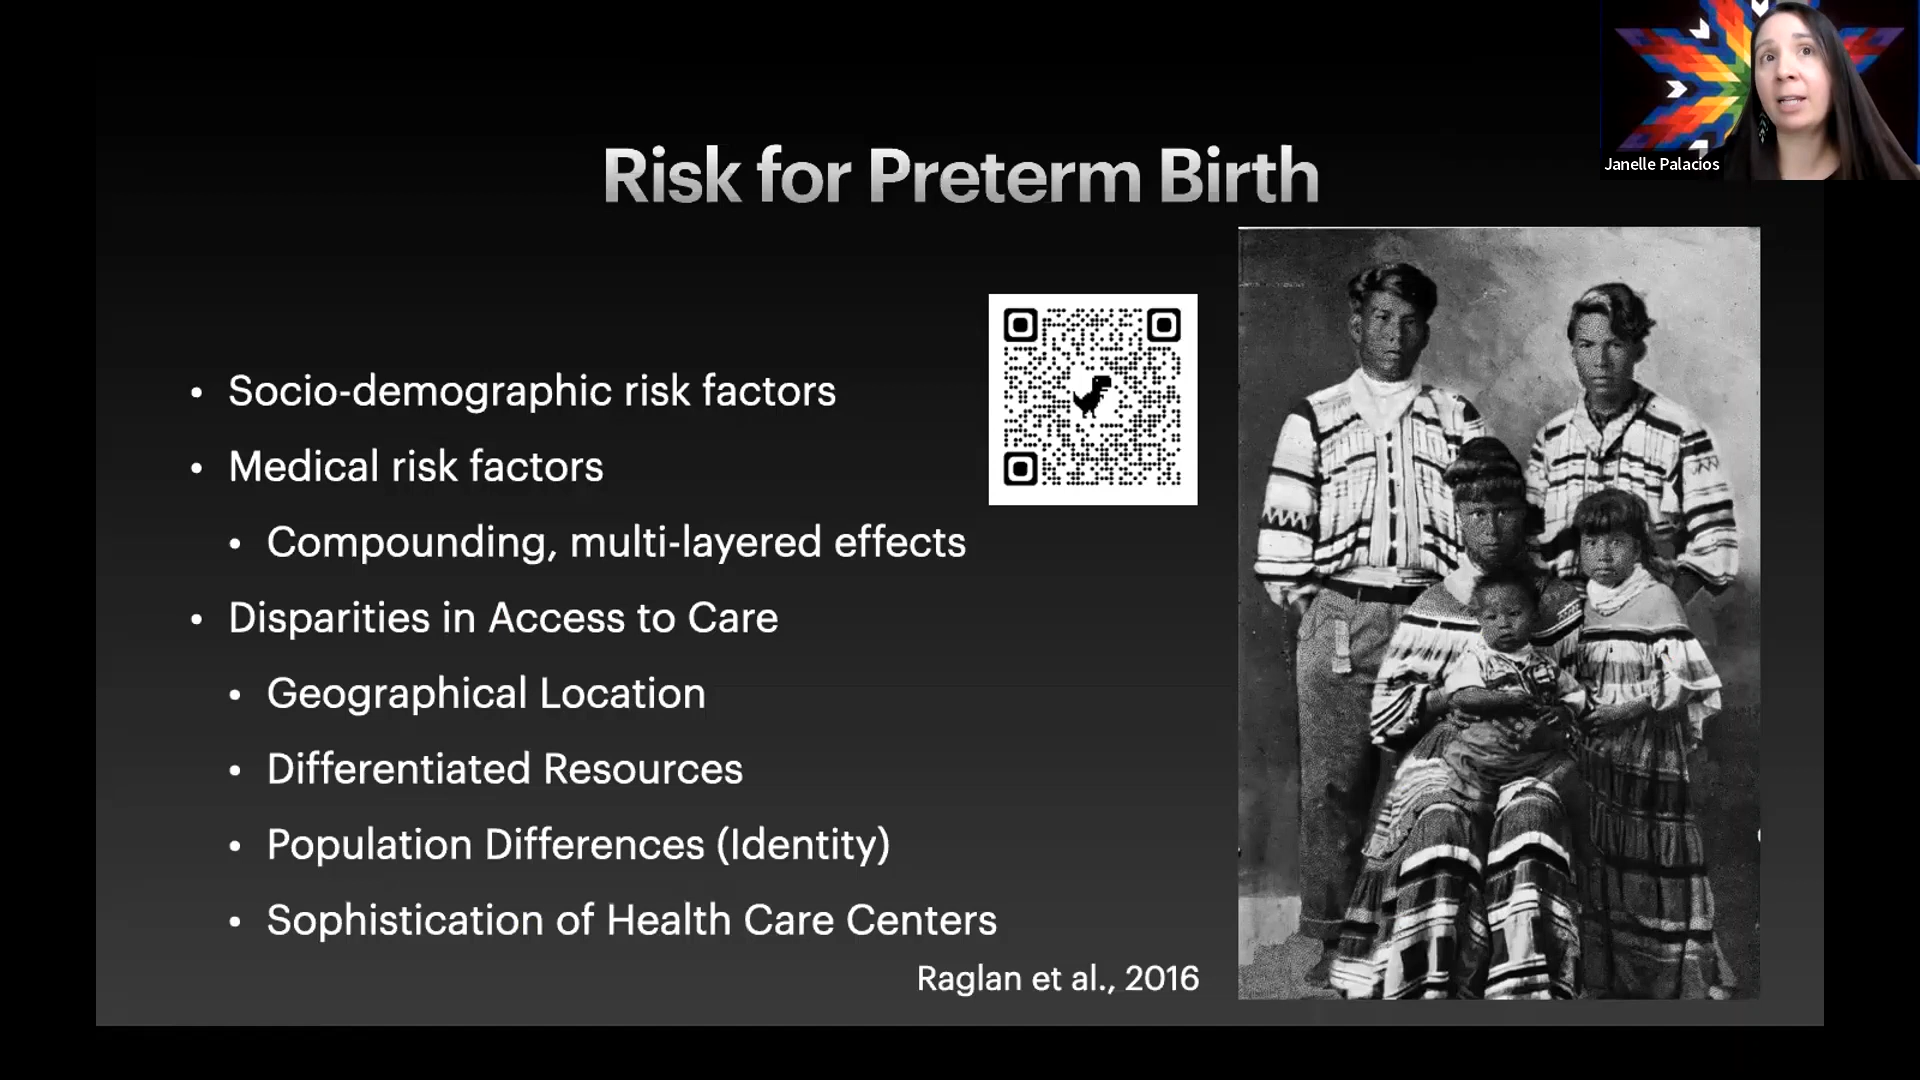 Janelle Palacios
Risk for Preterm Birth
• Socio-demographic risk factors
• Medical risk factors
• Compounding, multi-layered effects
• Disparities in Access to Care
• Geographical Location
• Differentiated Resources
• Population Differences (Identity)
• Sophistication of Health Care Centers
Raglan et al., 2016